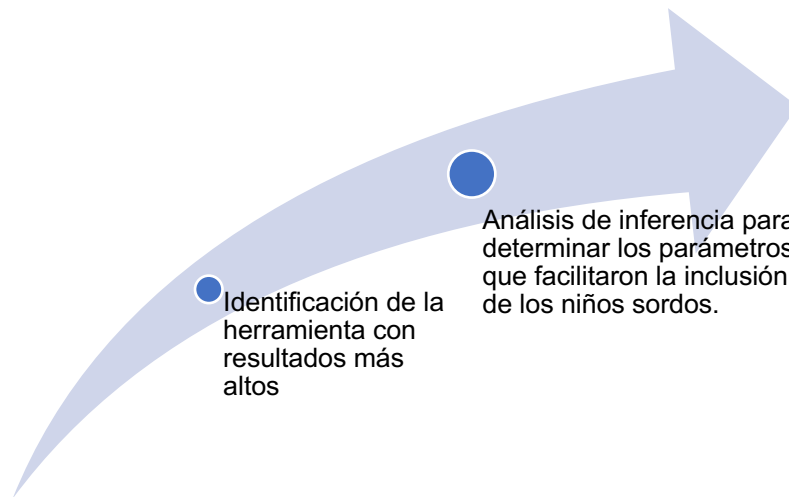 Identificación de la
herramienta con
resultados más
altos
Análisis de inferencia para
determinar los parámetros
que facilitaron la inclusión
de los niños sordos.